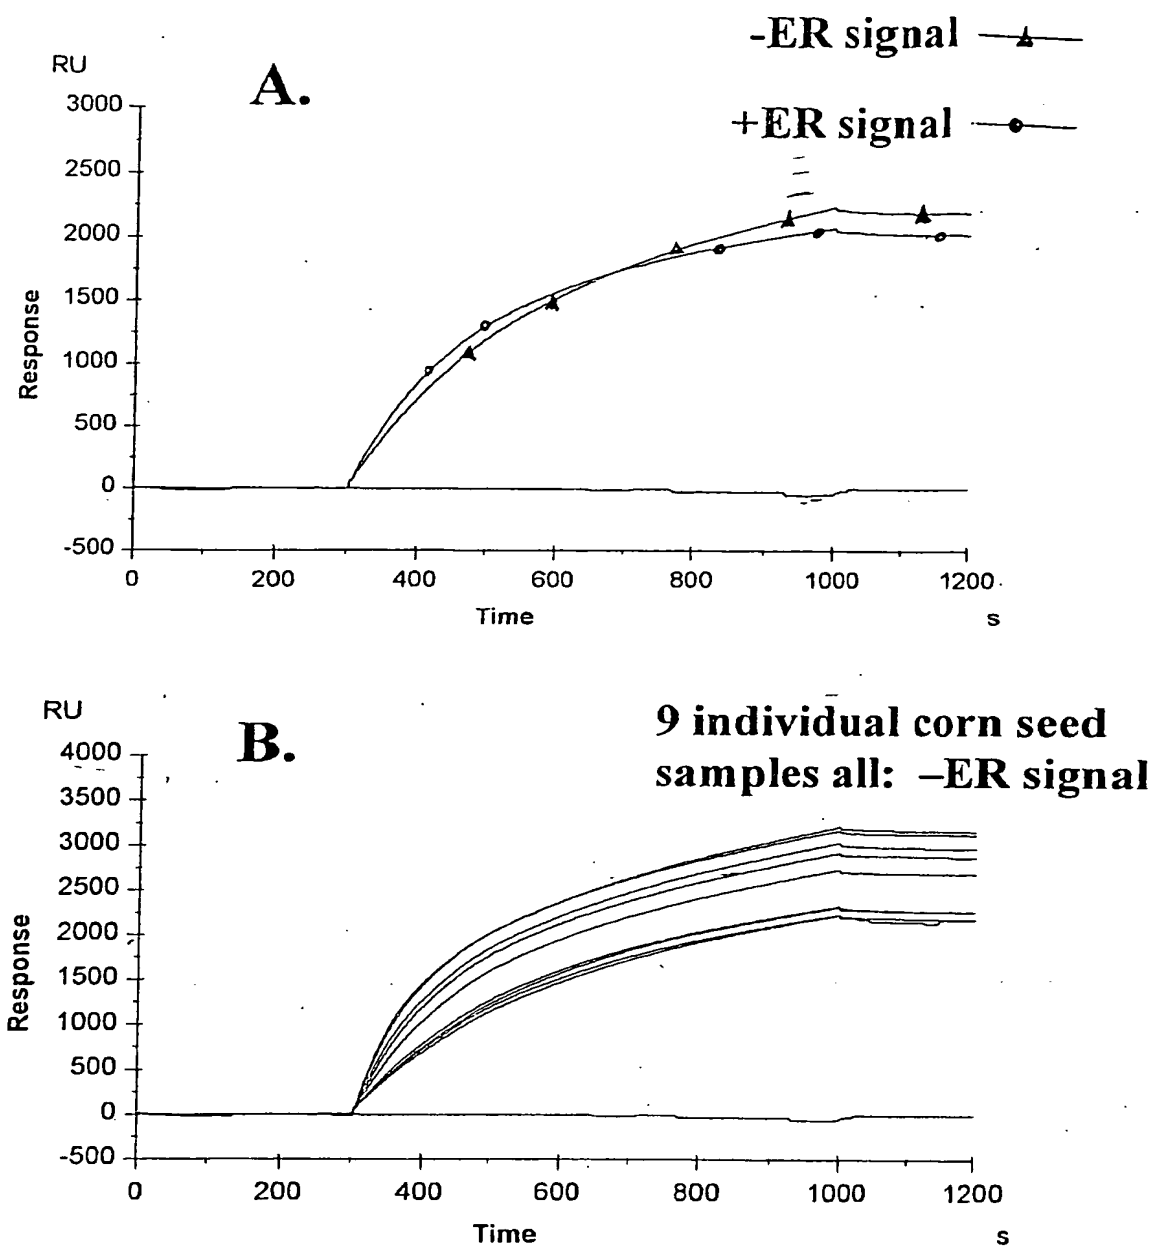 -ER signal
RU
A.
3000
+ER signal
2500
2000
1500
1000
500
0
-500
Response
0 200 400 600 800 1000 1200
Time s
RU
B.
9 individual corn seed
samples all: –ER signal
4000
3500
3000
2500
2000
1500
1000
500
0
-500
Response
0 200 400 600 800 1000 1200
Time s